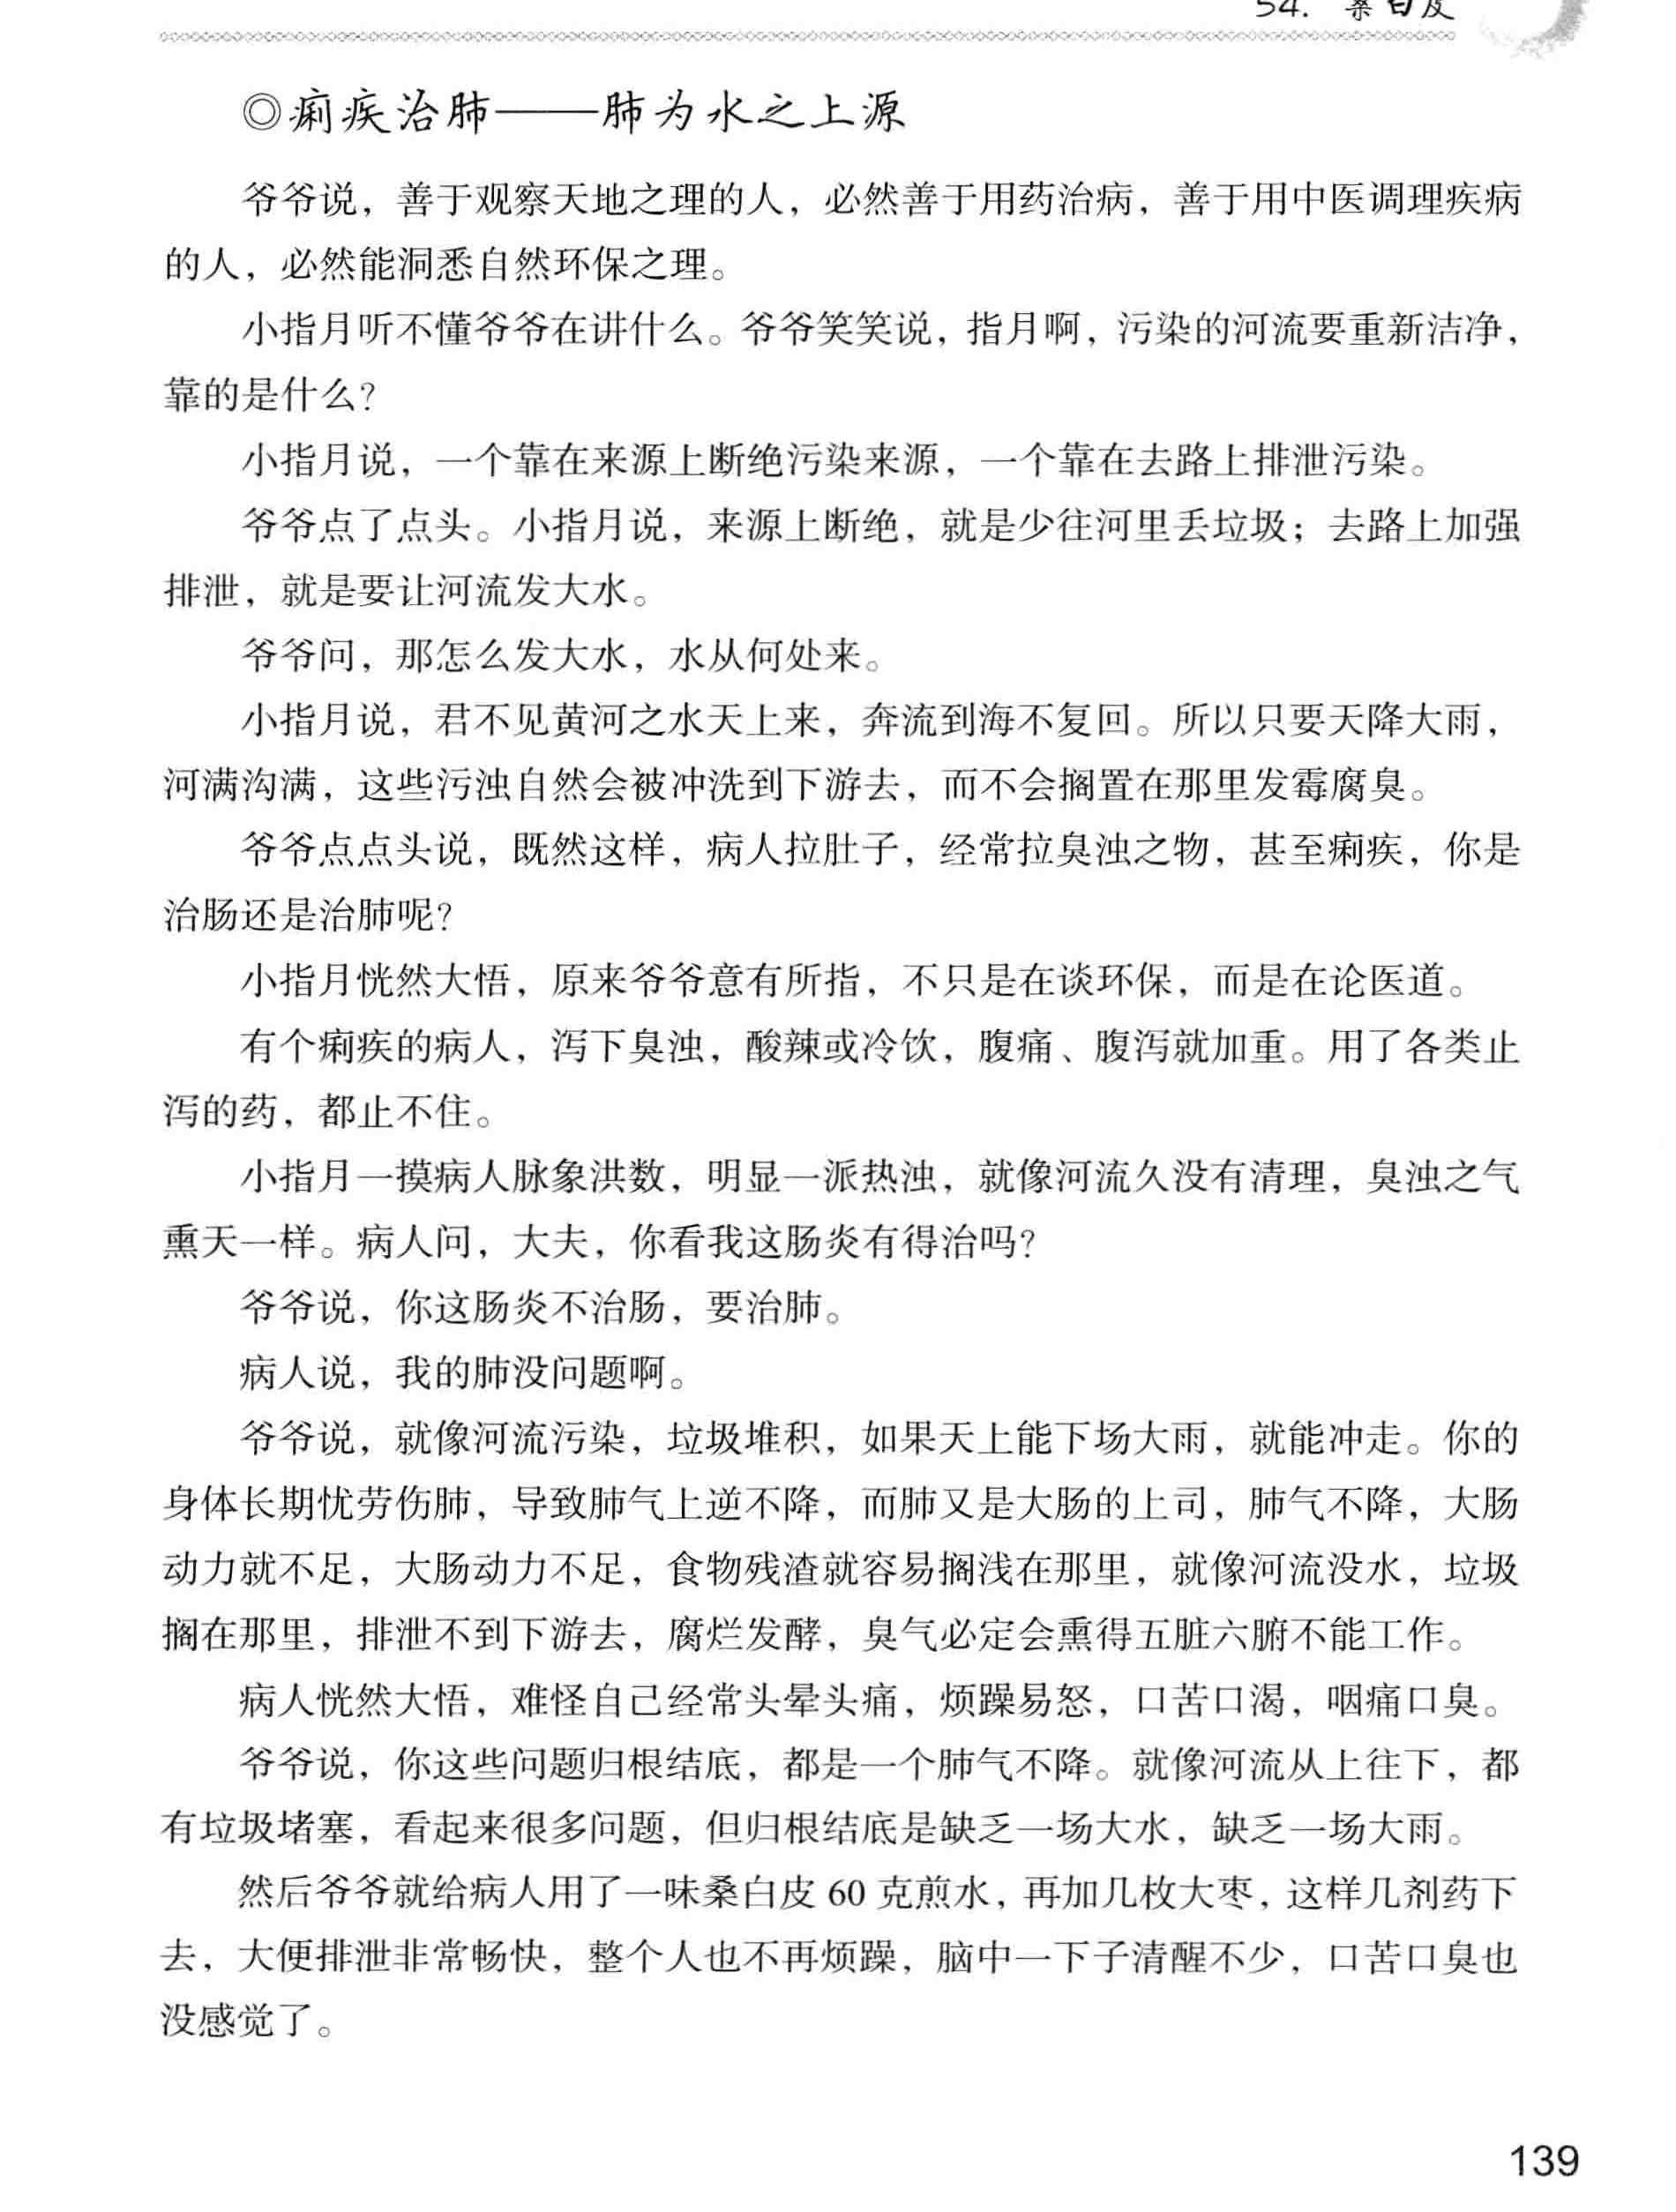 54. 桑白皮
◎痢疾治肺——肺为水之上源
爷爷说，善于观察天地之理的人，必然善于用药治病，善于用中医调理疾病
的人，必然能洞悉自然环保之理。
小指月听不懂爷爷在讲什么。爷爷笑笑说，指月啊，污染的河流要重新洁净，
靠的是什么？
小指月说，一个靠在来源上断绝污染来源，一个靠在去路上排泄污染。
爷爷点了点头。小指月说，来源上断绝，就是少往河里丢垃圾；去路上加强
排泄，就是要让河流发大水。
爷爷问，那怎么发大水，水从何处来。
小指月说，君不见黄河之水天上来，奔流到海不复回。所以只要天降大雨，
河满沟满，这些污浊自然会被冲洗到下游去，而不会搁置在那里发霉腐臭。
爷爷点点头说，既然这样，病人拉肚子，经常拉臭浊之物，甚至痢疾，你是
治肠还是治肺呢？
小指月恍然大悟，原来爷爷意有所指，不只是在谈环保，而是在论医道。
有个痢疾的病人，泻下臭浊，酸辣或冷饮，腹痛、腹泻就加重。用了各类止
泻的药，都止不住。
小指月一摸病人脉象洪数，明显一派热浊，就像河流久没有清理，臭浊之气
熏天一样。病人问，大夫，你看我这肠炎有得治吗？
爷爷说，你这肠炎不治肠，要治肺。
病人说，我的肺没问题啊。
爷爷说，就像河流污染，垃圾堆积，如果天上能下场大雨，就能冲走。你的
身体长期忧劳伤肺，导致肺气上逆不降，而肺又是大肠的上司，肺气不降，大肠
动力就不足，大肠动力不足，食物残渣就容易搁浅在那里，就像河流没水，垃圾
搁在那里，排泄不到下游去，腐烂发酵，臭气必定会熏得五脏六腑不能工作。
病人恍然大悟，难怪自己经常头晕头痛，烦躁易怒，口苦口渴，咽痛口臭。
爷爷说，你这些问题归根结底，都是一个肺气不降。就像河流从上往下，都
有垃圾堵塞，看起来很多问题，但归根结底是缺乏一场大水，缺乏一场大雨。
然后爷爷就给病人用了一味桑白皮 60 克煎水，再加几枚大枣，这样几剂药下
去，大便排泄非常畅快，整个人也不再烦躁，脑中一下子清醒不少，口苦口臭也
没感觉了。
139